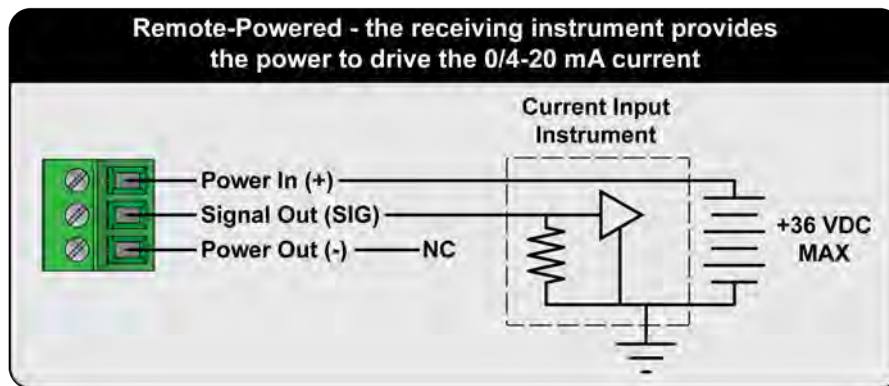 Remote-Powered - the receiving instrument provides
the power to drive the 0/4-20 mA current
Current Input
Instrument
Power In (+)
Signal Out (SIG)
Power Out (-)
NC
+36 VDC
MAX